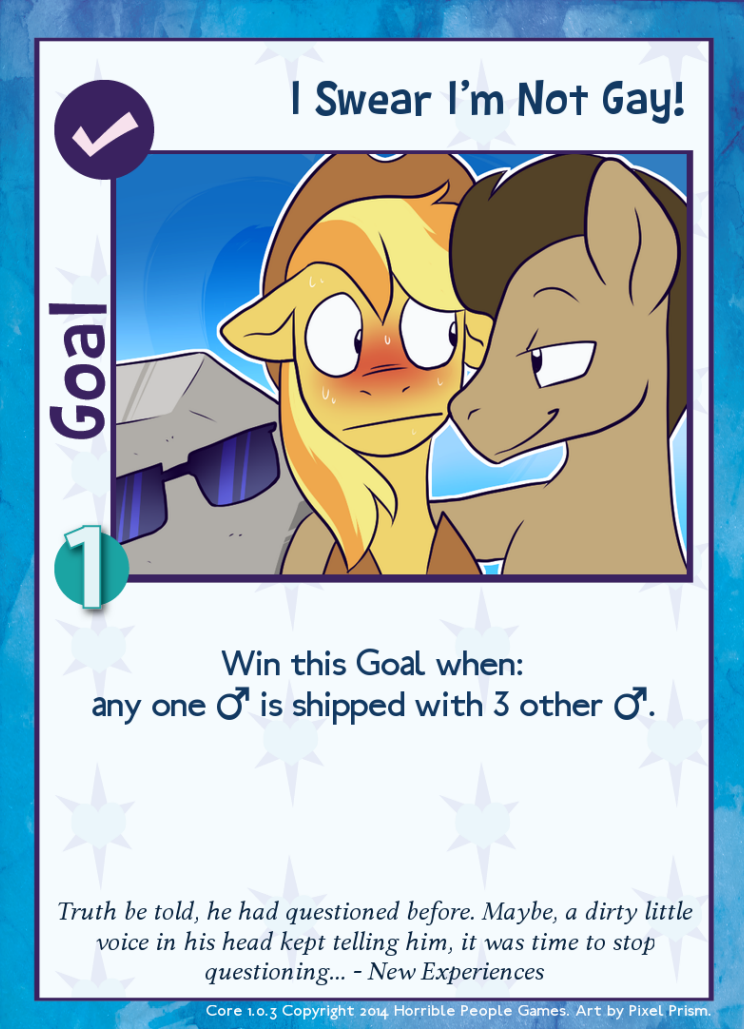 I Swear I'm Not Gay!
Goal
1
Win this Goal when:
any one ♂ is shipped with 3 other ♂.
Truth be told, he had questioned before. Maybe, a dirty little
voice in his head kept telling him, it was time to stop
questioning... - New Experiences
Core 1.0.3 Copyright 2014 Horrible People Games. Art by Pixel Prism.